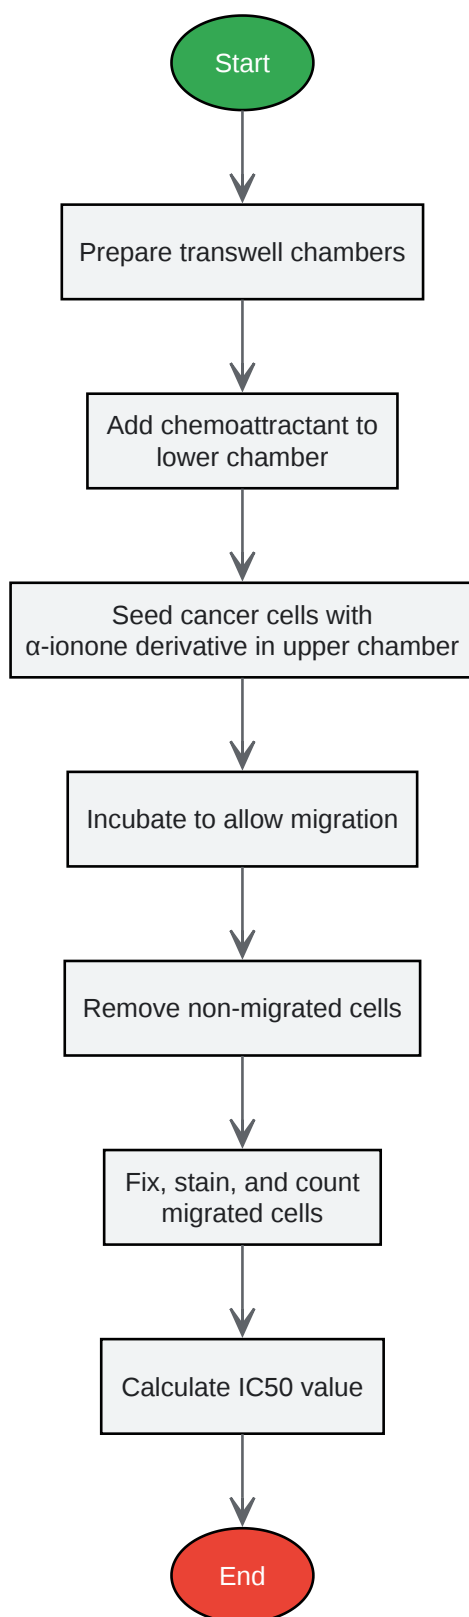 Start
Prepare transwell chambers
Add chemoattractant to
lower chamber
Seed cancer cells with
α-ionone derivative in upper chamber
Incubate to allow migration
Remove non-migrated cells
Fix, stain, and count
migrated cells
Calculate IC50 value
End